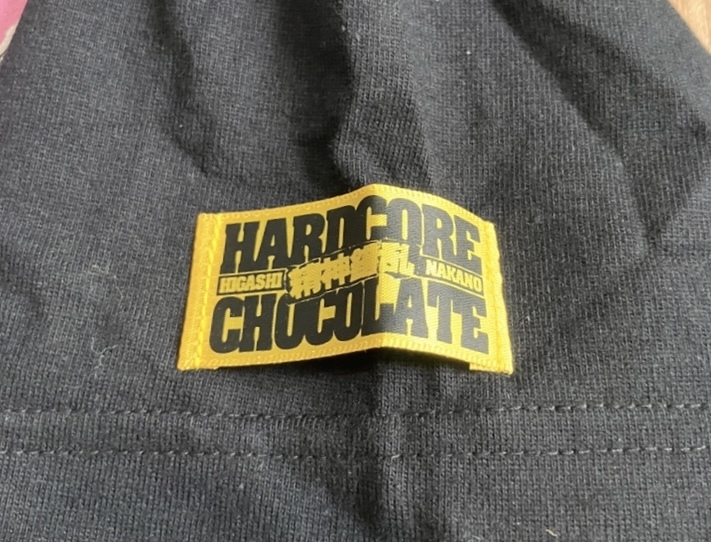 HARDCORE
HIGASHI 精神錯乱 NAKANO
CHOCOLATE